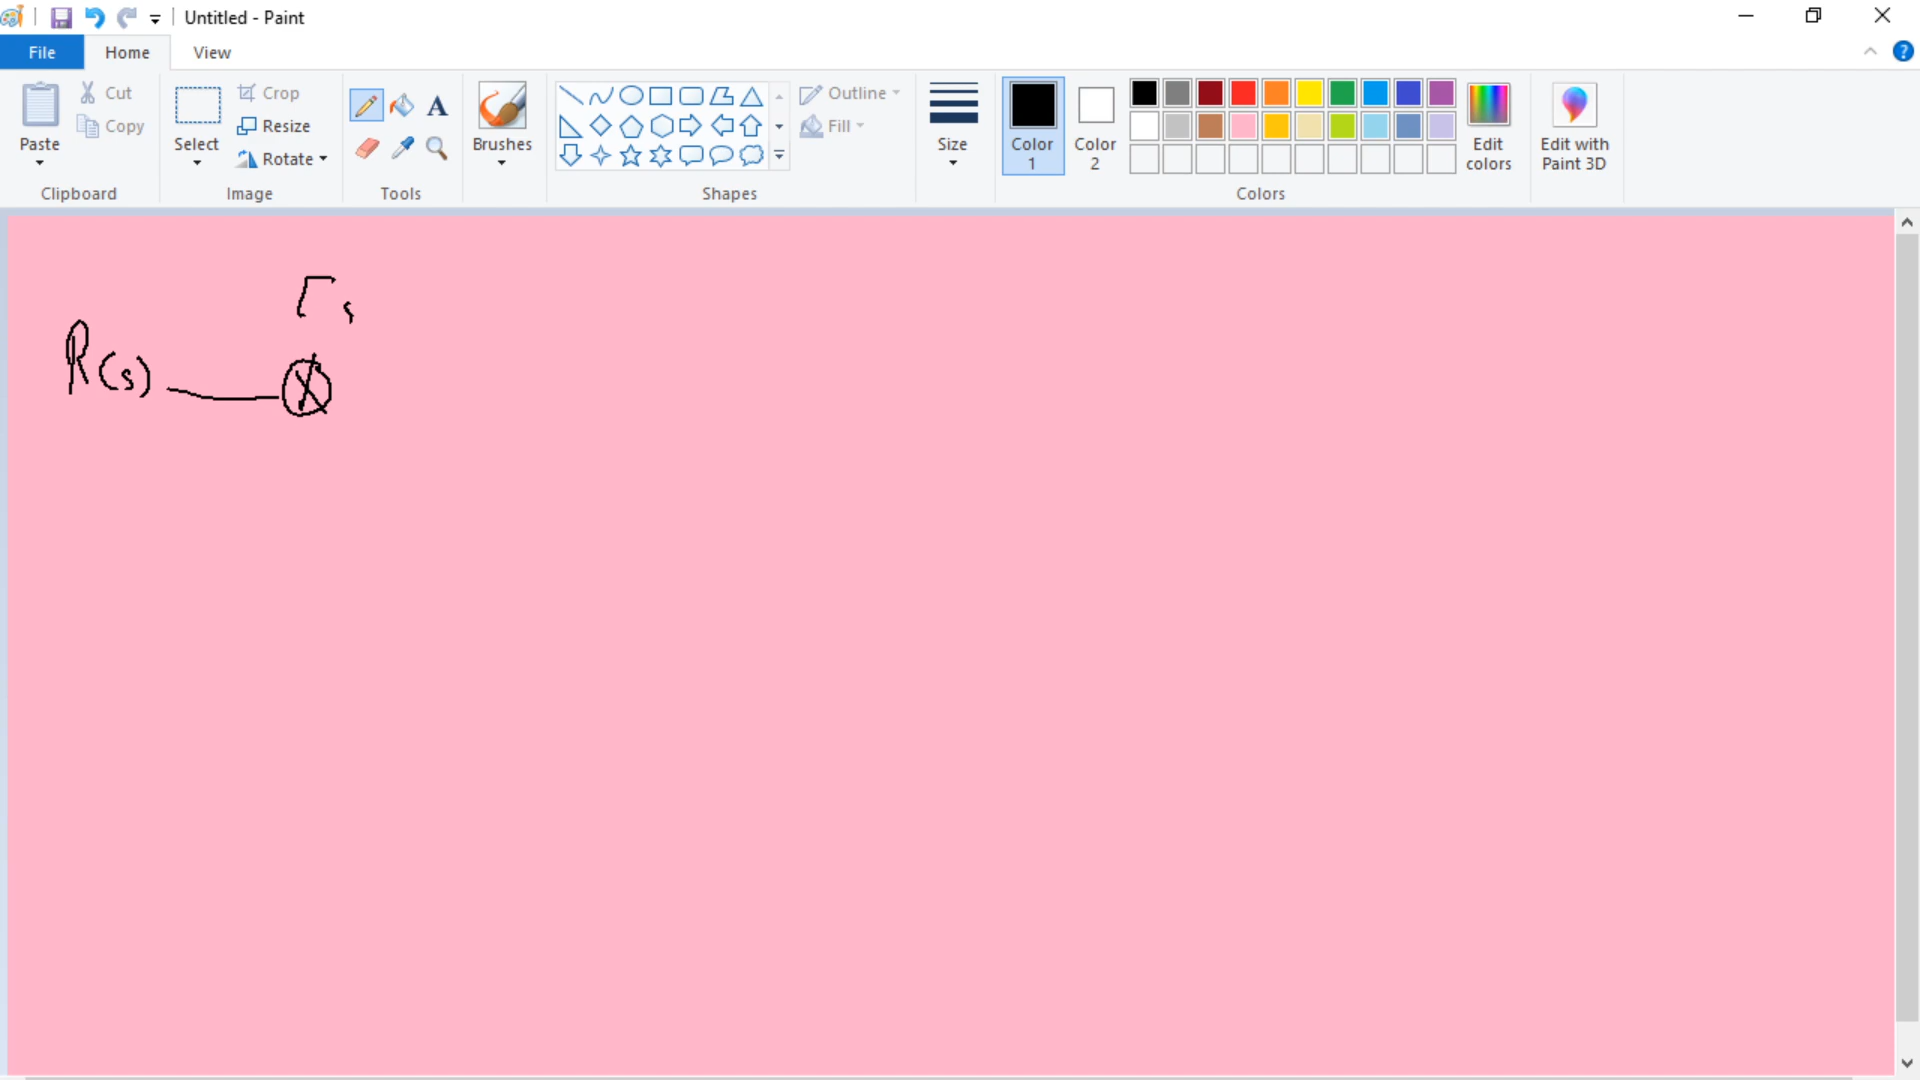 Untitled - Paint
File Home View
Paste
Cut
Copy
Clipboard
Select
Crop
Resize
Rotate
Image
A
Tools
Brushes
Outline
Fill
Shapes
Size
Color 1
Color 2
Edit colors
Colors
Edit with Paint 3D
R(s)